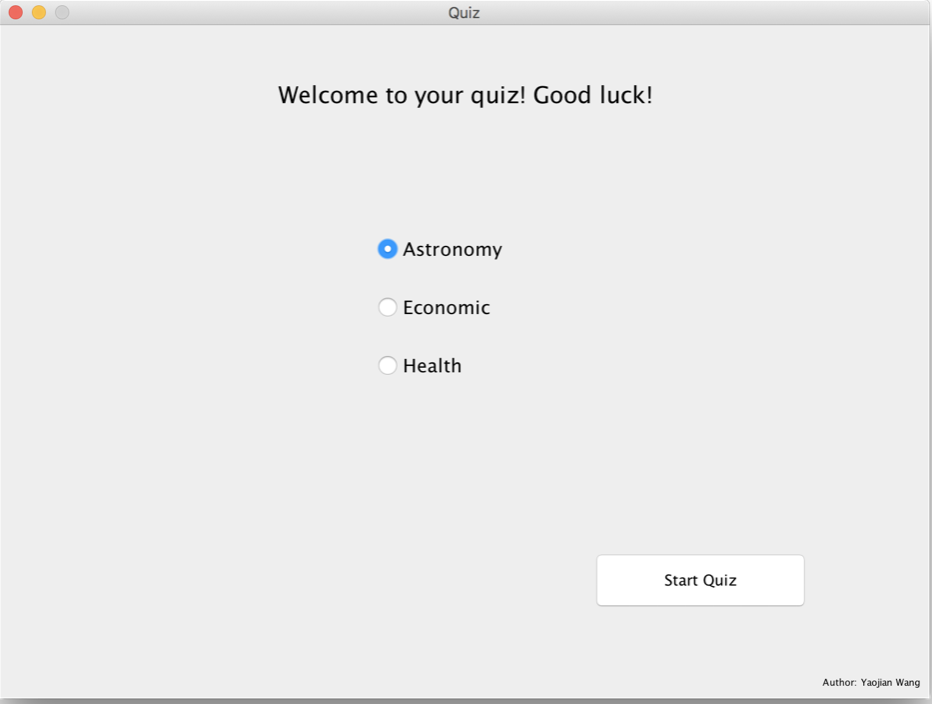 Quiz
Welcome to your quiz! Good luck!
Astronomy
Economic
Health
Start Quiz
Author: Yaojian Wang